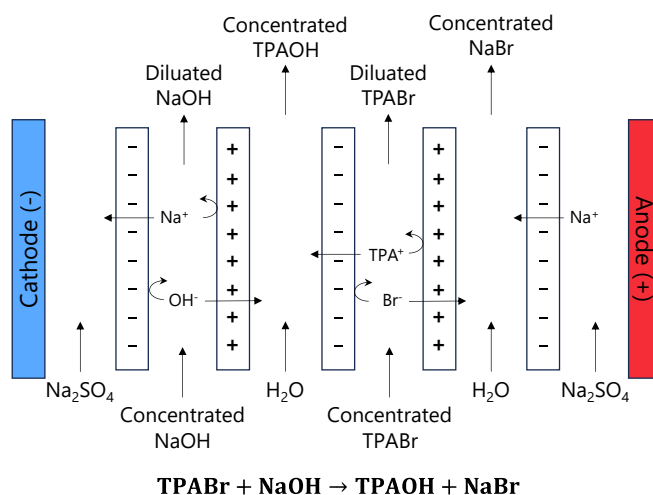 Concentrated
TPAOH
Concentrated
NaBr
Diluted
NaOH
Diluated
TPABr
Cathode (-)
Anode (+)
− + − + −
− + − + −
− + − + −
− + − + −
− + − + −
− + − + −
− + − + −
− + − + −
Na⁺
Na⁺
TPA⁺
OH⁻
Br⁻
Na₂SO₄
H₂O
H₂O
Na₂SO₄
Concentrated
NaOH
Concentrated
TPABr
TPABr + NaOH → TPAOH + NaBr